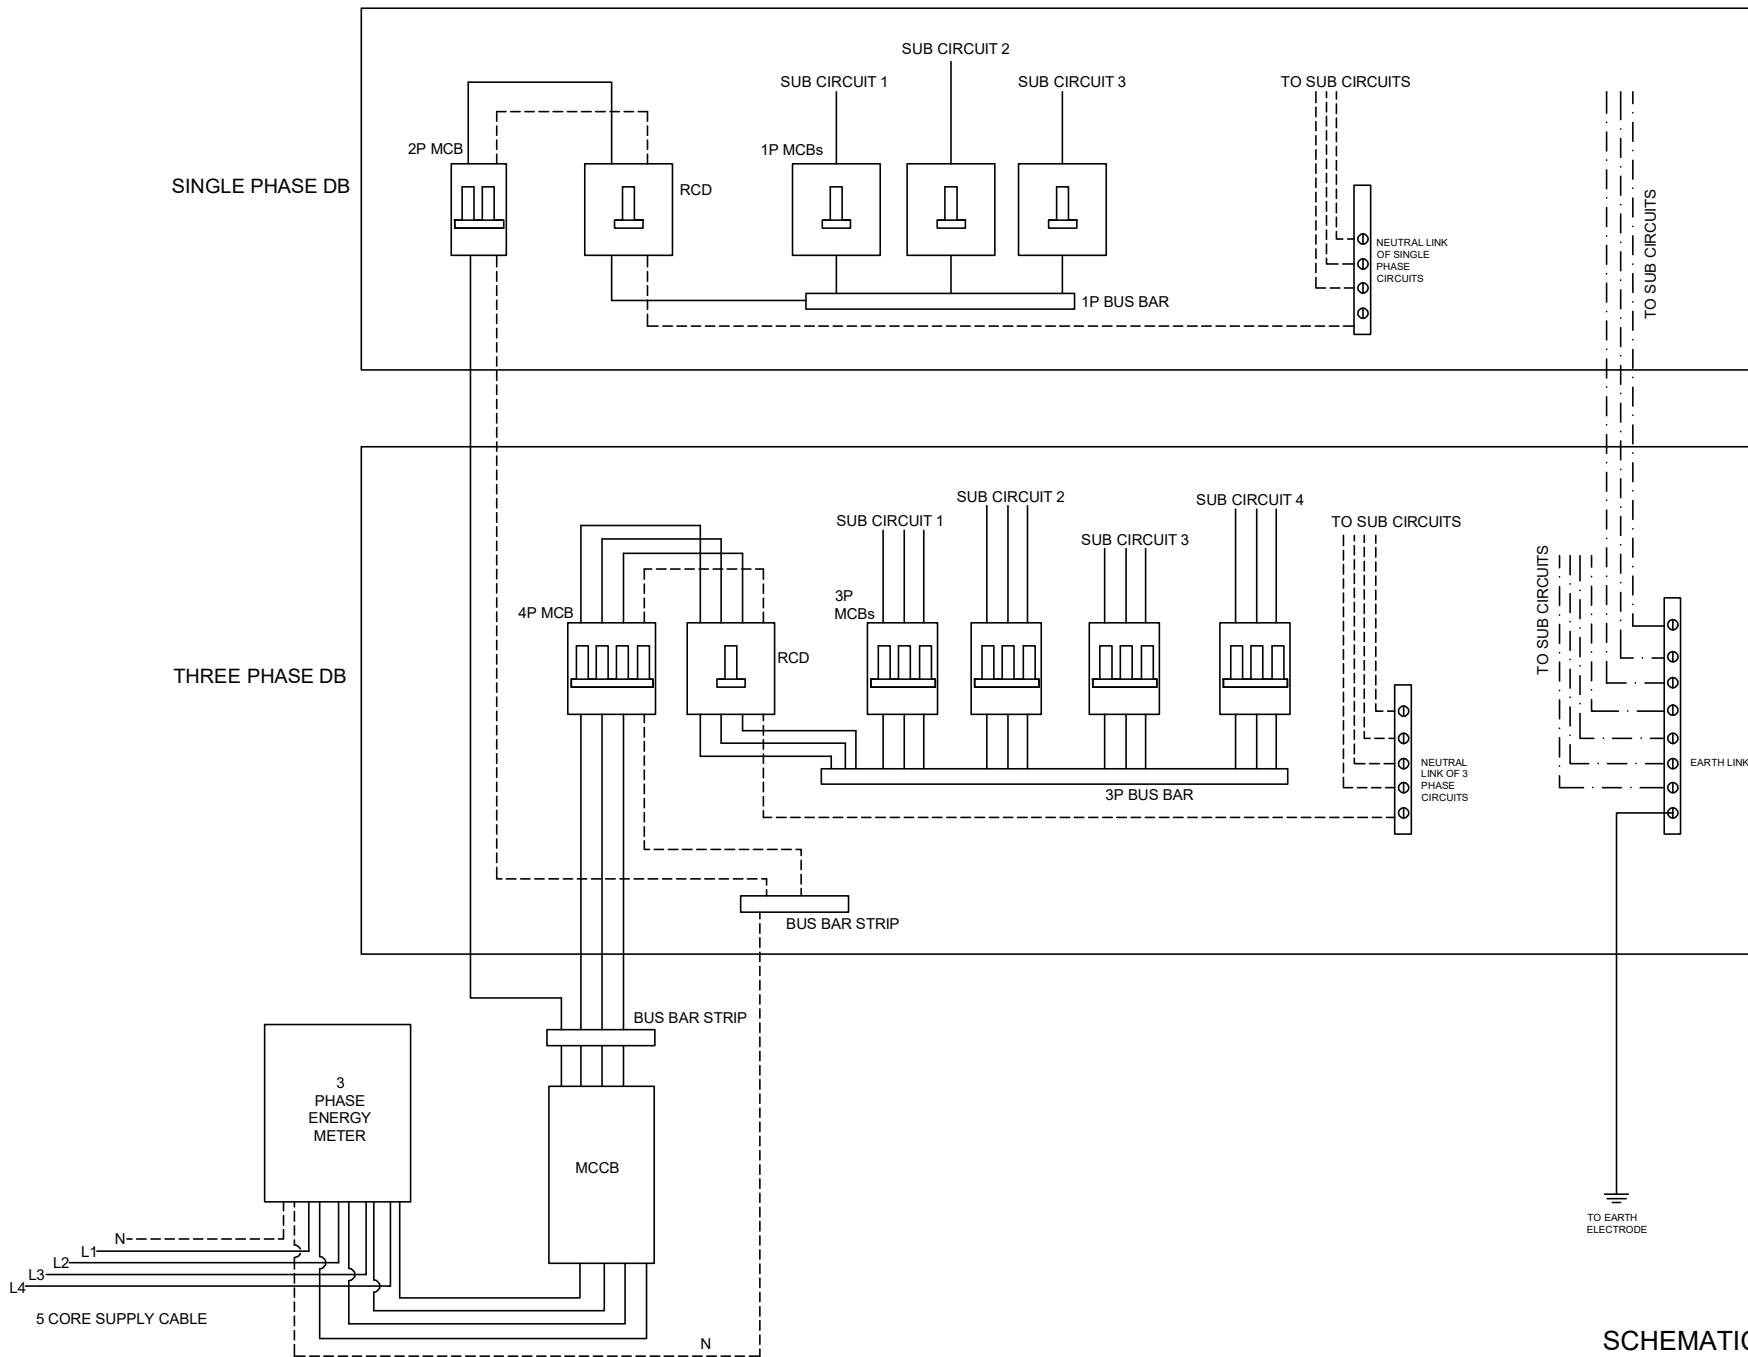 SUB CIRCUIT 2
SUB CIRCUIT 1
SUB CIRCUIT 3
TO SUB CIRCUITS
2P MCB
1P MCBs
SINGLE PHASE DB
RCD
TO SUB CIRCUITS
NEUTRAL LINK
OF SINGLE
PHASE
CIRCUITS
1P BUS BAR
SUB CIRCUIT 2
SUB CIRCUIT 4
SUB CIRCUIT 1
TO SUB CIRCUITS
SUB CIRCUIT 3
TO SUB CIRCUITS
4P MCB
3P
MCBs
RCD
THREE PHASE DB
NEUTRAL
LINK OF 3
PHASE
CIRCUITS
EARTH LINK
3P BUS BAR
BUS BAR STRIP
BUS BAR STRIP
3
PHASE
ENERGY
METER
MCCB
TO EARTH
ELECTRODE
N
L1
L2
L3
L4
5 CORE SUPPLY CABLE
N
SCHEMATIC